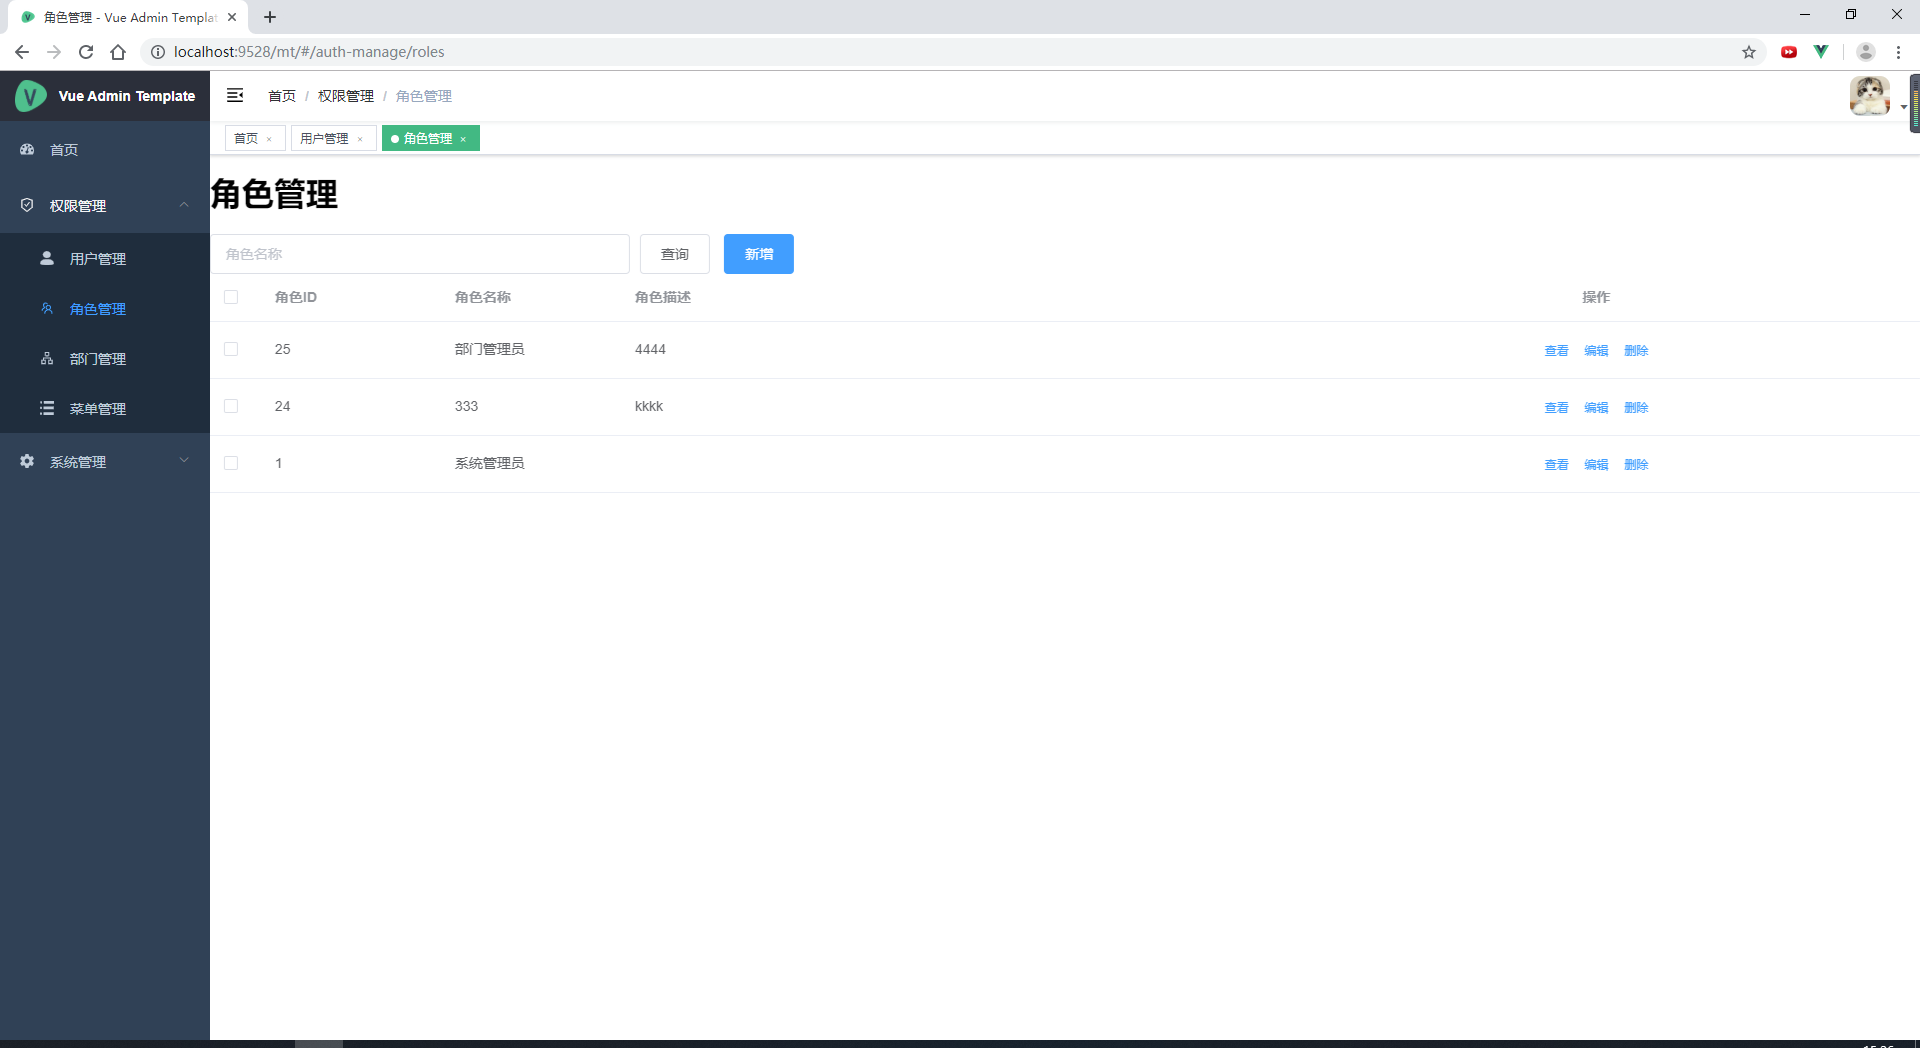 角色管理 - Vue Admin Templat
localhost:9528/mt/#/auth-manage/roles
Vue Admin Template
首页 / 权限管理 / 角色管理
首页 × 用户管理 × 角色管理 ×
首页
权限管理
用户管理
角色管理
部门管理
菜单管理
系统管理
角色管理
角色名称 查询 新增
角色ID 角色名称 角色描述 操作
25 部门管理员 4444 查看 编辑 删除
24 333 kkkk 查看 编辑 删除
1 系统管理员 查看 编辑 删除